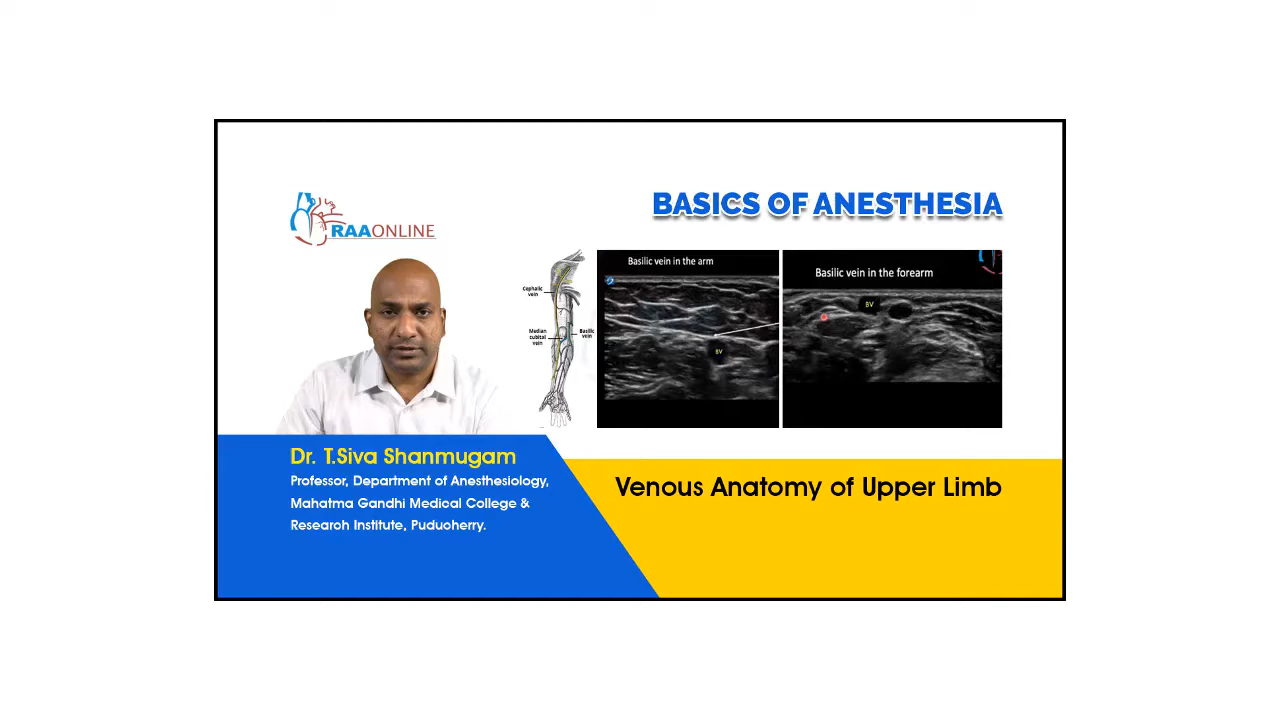 BASICS OF ANESTHESIA
RAAONLINE
Basilic vein in the arm
Basilic vein in the forearm
Cephalic
vein
Median
cubital
vein
Basilic
vein
BV
BV
Dr. T.Siva Shanmugam
Professor, Department of Anesthesiology,
Mahatma Gandhi Medical College &
Research Institute, Puducherry.
Venous Anatomy of Upper Limb